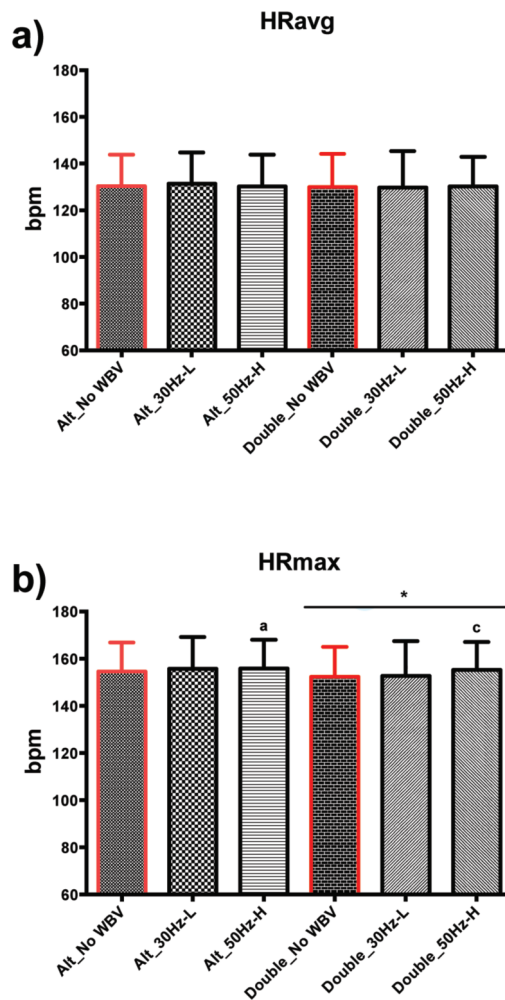 HRavg
a)
180
160
140
120
100
80
60
bpm
Alt_No WBV
Alt_30Hz-L
Alt_50Hz-H
Double_No WBV
Double_30Hz-L
Double_50Hz-H
b)
HRmax
*
a
c
180
160
140
120
100
80
60
bpm
Alt_No WBV
Alt_30Hz-L
Alt_50Hz-H
Double_No WBV
Double_30Hz-L
Double_50Hz-H